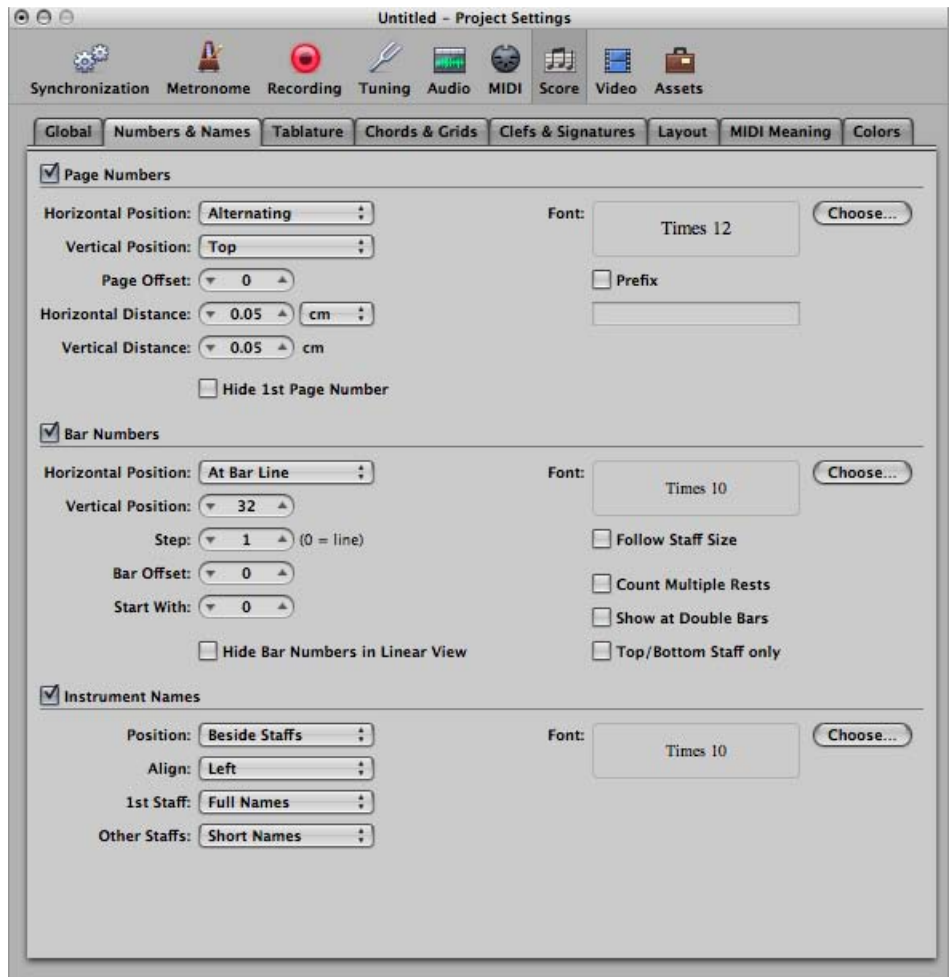 Untitled – Project Settings
Synchronization Metronome Recording Tuning Audio MIDI Score Video Assets
Global Numbers & Names Tablature Chords & Grids Clefs & Signatures Layout MIDI Meaning Colors
Page Numbers
Horizontal Position: Alternating Font: Times 12 Choose...
Vertical Position: Top
Page Offset: 0 Prefix
Horizontal Distance: 0.05 cm
Vertical Distance: 0.05 cm
Hide 1st Page Number
Bar Numbers
Horizontal Position: At Bar Line Font: Times 10 Choose...
Vertical Position: 32
Step: 1 (0 = line) Follow Staff Size
Bar Offset: 0 Count Multiple Rests
Start With: 0 Show at Double Bars
Hide Bar Numbers in Linear View Top/Bottom Staff only
Instrument Names
Position: Beside Staffs Font: Times 10 Choose...
Align: Left
1st Staff: Full Names
Other Staffs: Short Names